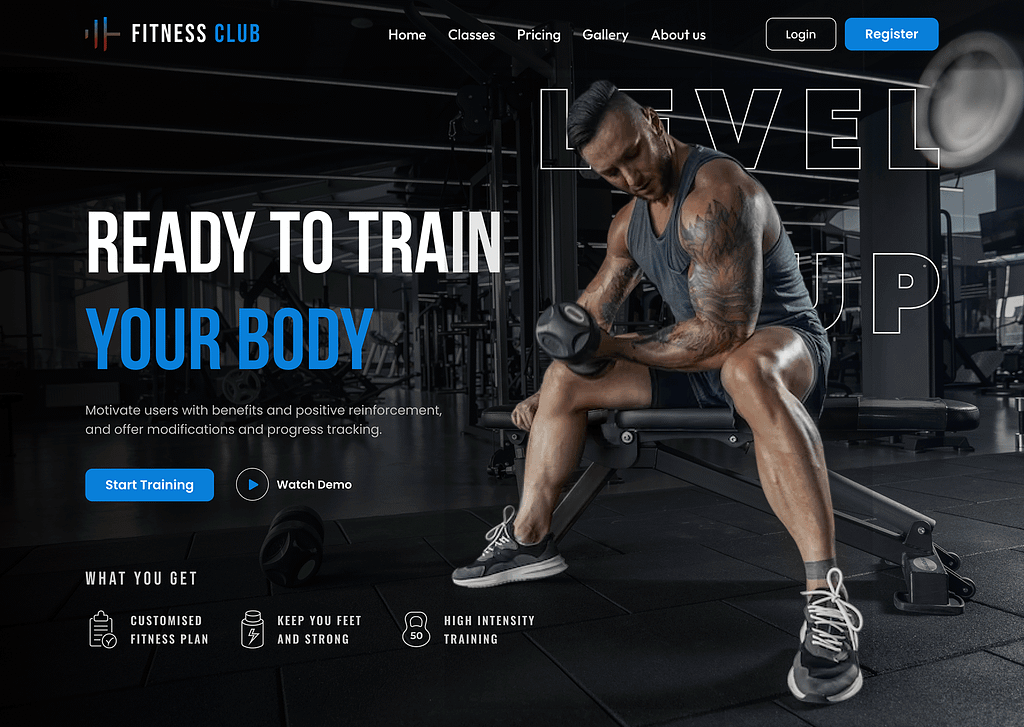 FITNESS CLUB
Home Classes Pricing Gallery About us
Login
Register
LEVEL
UP
READY TO TRAIN
YOUR BODY
Motivate users with benefits and positive reinforcement,
and offer modifications and progress tracking.
Start Training
Watch Demo
WHAT YOU GET
CUSTOMISED
FITNESS PLAN
KEEP YOU FEET
AND STRONG
50
HIGH INTENSITY
TRAINING